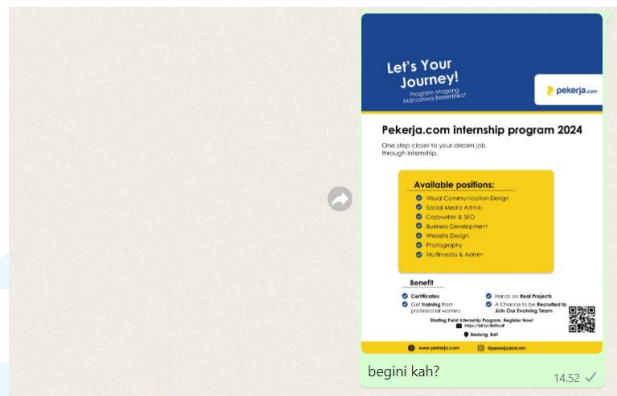 Let's Your
Journey!
Program Magang
Mahasiswa Bersertifikat
pekerja.com
Pekerja.com internship program 2024
One step closer to your dream job
through internship.
Available positions:
Visual Communication Design
Social Media Admin
Copywriter & SEO
Business Development
Website Design
Photography
Multimedia & Admin
Benefit
Certificates
Get training from
professional workers
Hands on Real Projects
A Chance to be Recruited to
Join Our Evolving Team
Starting Point Internship Program, Register Now!
Badung, Bali
www.pekerja.com
@pekerjadotcom
begini kah?
14.52